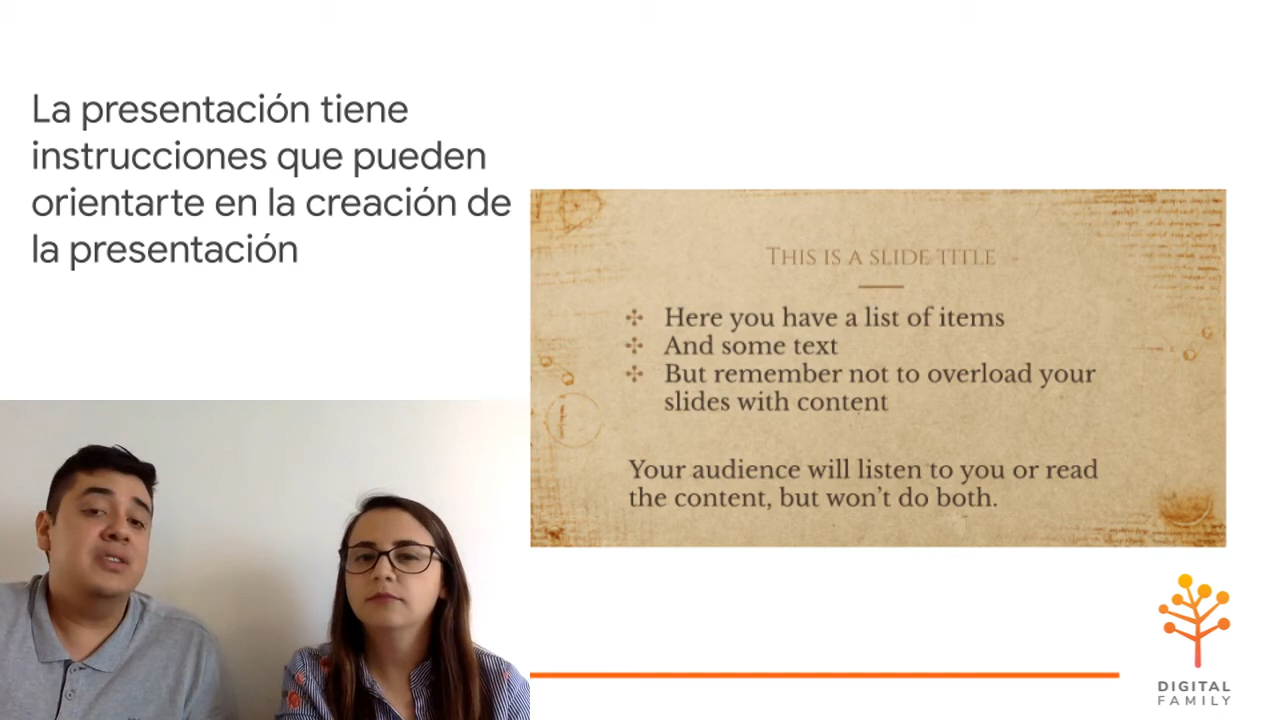 La presentación tiene
instrucciones que pueden
orientarte en la creación de
la presentación
THIS IS A SLIDE TITLE
Here you have a list of items
And some text
But remember not to overload your
slides with content
Your audience will listen to you or read
the content, but won’t do both.
DIGITAL
FAMILY